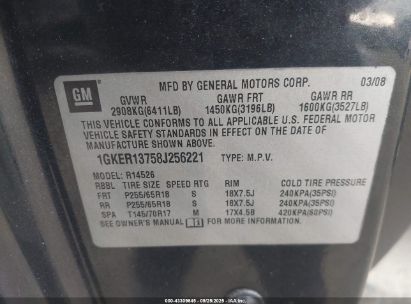 GM
MFD BY GENERAL MOTORS CORP. 03/08
GVWR GAWR FRT GAWR RR
2908KG(6411LB) 1450KG(3196LB) 1600KG(3527LB)
THIS VEHICLE CONFORMS TO ALL APPLICABLE U.S. FEDERAL MOTOR
VEHICLE SAFETY STANDARDS IN EFFECT ON THE DATE OF
MANUFACTURE SHOWN ABOVE.
1GKER13758J256221 TYPE: M.P.V.
MODEL: R14526
RBBL TIRE SIZE SPEED RTG RIM COLD TIRE PRESSURE
FRT P255/65R18 S 18X7.5J 240KPA(35PSI)
RR P255/65R18 S 18X7.5J 240KPA(35PSI)
SPA T145/70R17 M 17X4.5B 420KPA(60PSI)
SEE OWNER'S MANUAL FOR MORE INFORMATION.